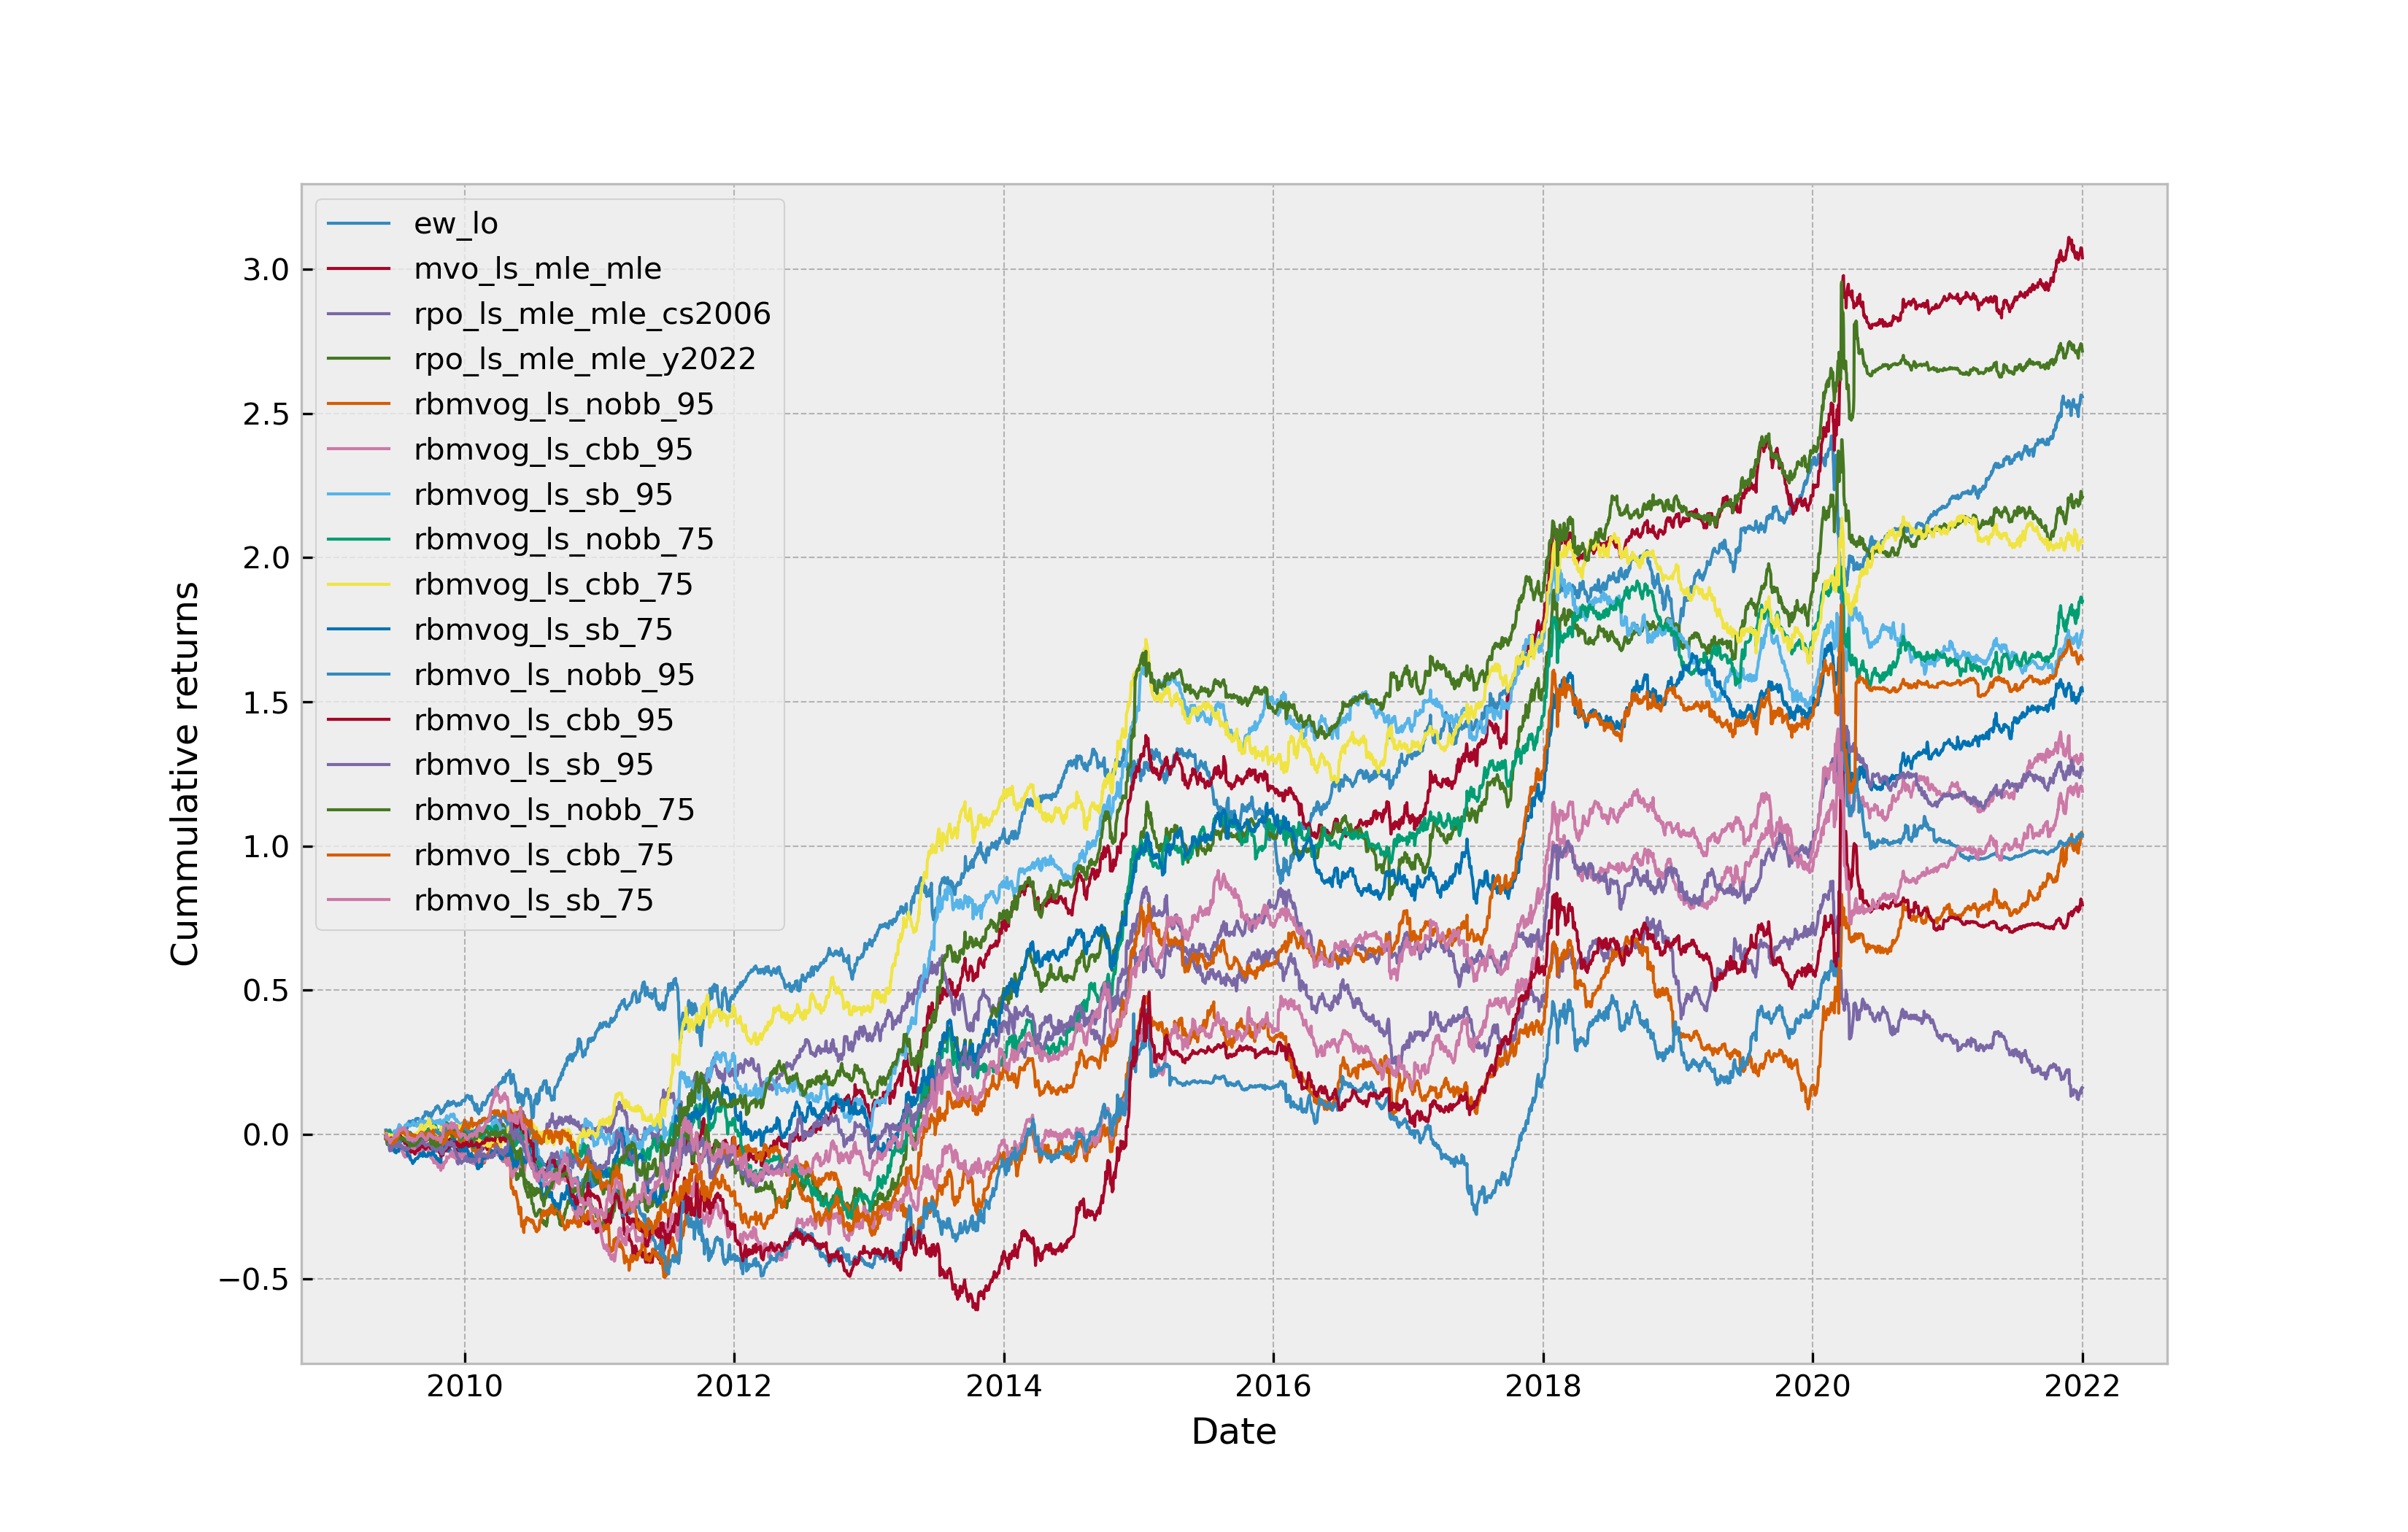 ew_lo
mvo_ls_mle_mle
rpo_ls_mle_mle_cs2006
rpo_ls_mle_mle_y2022
rbmvog_ls_nobb_95
rbmvog_ls_cbb_95
rbmvog_ls_sb_95
rbmvog_ls_nobb_75
rbmvog_ls_cbb_75
rbmvog_ls_sb_75
rbmvo_ls_nobb_95
rbmvo_ls_cbb_95
rbmvo_ls_sb_95
rbmvo_ls_nobb_75
rbmvo_ls_cbb_75
rbmvo_ls_sb_75
Cummulative returns
3.0
2.5
2.0
1.5
1.0
0.5
0.0
−0.5
2010 2012 2014 2016 2018 2020 2022
Date